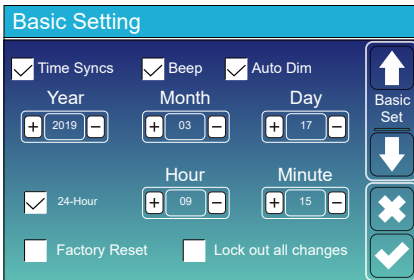 Basic Setting
Time Syncs Beep Auto Dim
Year Month Day
+ 2019 - + 03 - + 17 -
Basic
Set
Hour Minute
24-Hour + 09 - + 15 -
Factory Reset Lock out all changes